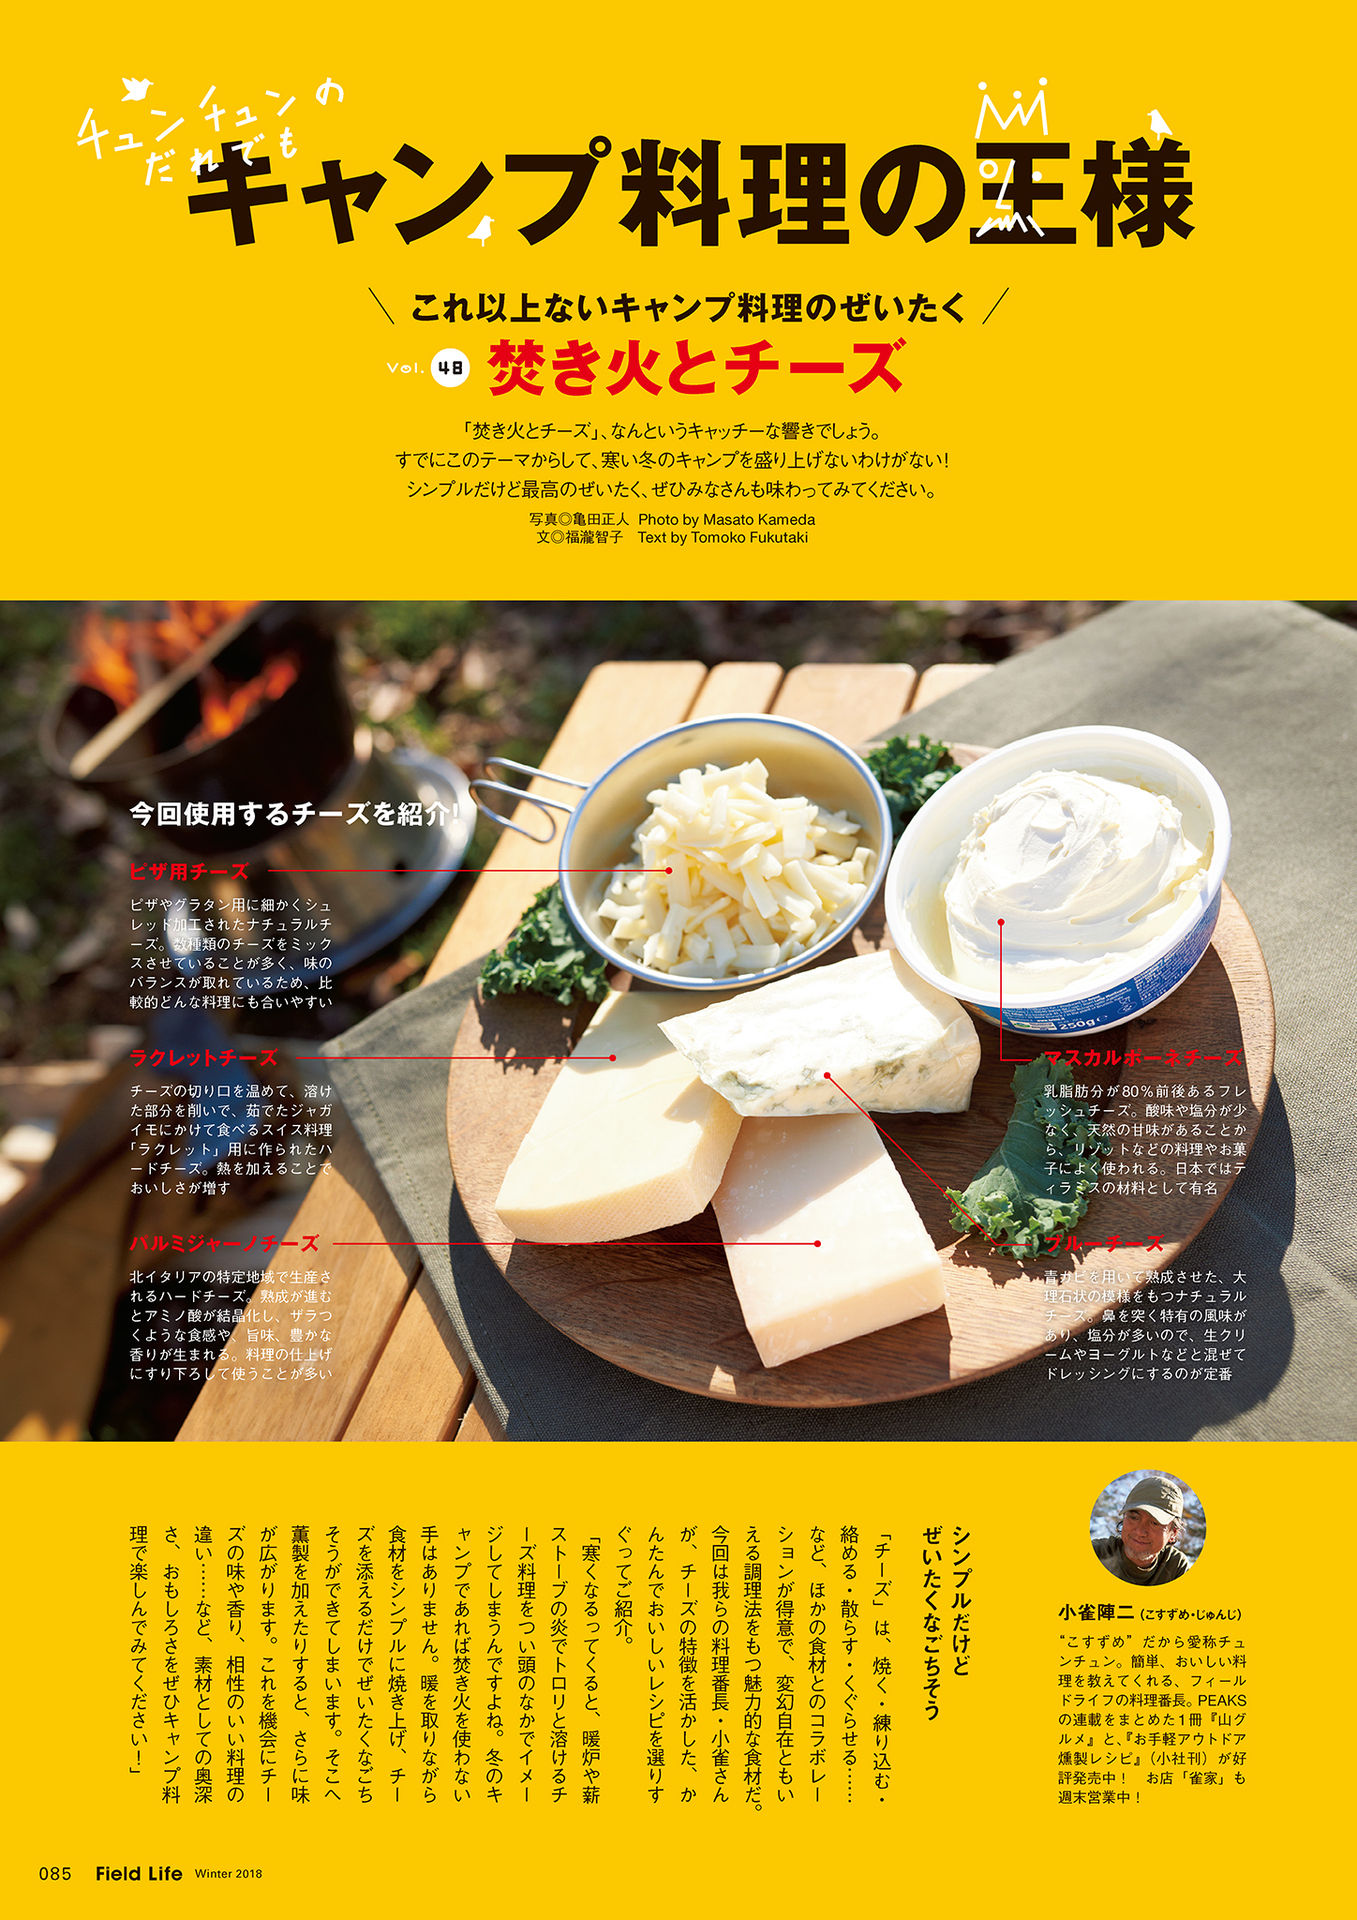 チュンチュンの
だれでも
キャンプ料理の王様
これ以上ないキャンプ料理のぜいたく
Vol. 48 焚き火とチーズ
「焚き火とチーズ」、なんというキャッチーな響きでしょう。
すでにこのテーマからして、寒い冬のキャンプを盛り上げないわけがない！
シンプルだけど最高のぜいたく、ぜひみなさんも味わってみてください。
写真◎亀田正人 Photo by Masato Kameda
文◎福瀧智子 Text by Tomoko Fukutaki
今回使用するチーズを紹介！
ピザ用チーズ
ピザやグラタン用に細かくシュ
レッド加工されたナチュラルチ
ーズ。数種類のチーズをミック
スさせていることが多く、味の
バランスが取れているため、比
較的どんな料理にも合いやすい
ラクレットチーズ
チーズの切り口を温めて、溶け
た部分を削いで、茹でたジャガ
イモにかけて食べるスイス料理
「ラクレット」用に作られたハ
ードチーズ。熱を加えることで
おいしさが増す
パルミジャーノチーズ
北イタリアの特定地域で生産さ
れるハードチーズ。熟成が進む
とアミノ酸が結晶化し、ザラつ
くような食感や、旨味、豊かな
香りが生まれる。料理の仕上げ
にすり下ろして使うことが多い
マスカルポーネチーズ
乳脂肪分が80％前後あるフレ
ッシュチーズ。酸味や塩分が少
なく、天然の甘味があることか
ら、リゾットなどの料理やお菓
子によく使われる。日本ではテ
ィラミスの材料として有名
ブルーチーズ
青カビを用いて熟成させた、大
理石状の模様をもつナチュラル
チーズ。鼻を突く特有の風味が
あり、塩分が多いので、生クリ
ームやヨーグルトなどと混ぜて
ドレッシングにするのが定番
250g e
シンプルだけど
ぜいたくなごちそう
「チーズ」は、焼く・練り込む・
絡める・散らす・くぐらせる……
など、ほかの食材とのコラボレー
ションが得意で、変幻自在ともい
える調理法をもつ魅力的な食材だ。
今回は我らの料理番長・小雀さん
が、チーズの特徴を活かした、か
んたんでおいしいレシピを選りす
ぐってご紹介。
「寒くなるってくると、暖炉や薪
ストーブの炎でトロリと溶けるチ
ーズ料理をつい頭のなかでイメー
ジしてしまうんですよね。冬のキ
ャンプであれば焚き火を使わない
手はありません。暖を取りながら
食材をシンプルに焼き上げ、チー
ズを添えるだけでぜいたくなごち
そうができてしまいます。そこへ
薫製を加えたりすると、さらに味
が広がります。これを機会にチー
ズの味や香り、相性のいい料理の
違い……など、素材としての奥深
さ、おもしろさをぜひキャンプ料
理で楽しんでみてください！」
小雀陣二（こすずめ・じゅんじ）
“こすずめ”だから愛称チュ
ンチュン。簡単、おいしい料
理を教えてくれる、フィール
ドライフの料理番長。PEAKS
の連載をまとめた1冊『山グ
ルメ』と、『お手軽アウトドア
燻製レシピ』（小社刊）が好
評発売中！ お店「雀家」も
週末営業中！
085 Field Life Winter 2018